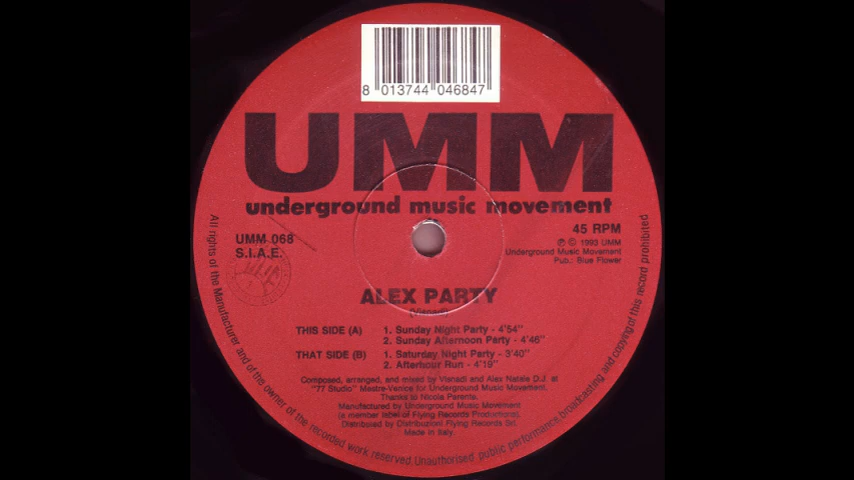 8 013744 046847
UMM
underground music movement
UMM 068
S.I.A.E.
45 RPM
℗ © 1993 UMM
Underground Music Movement
Pub.: Blue Flower
ALEX PARTY
(Visnadi)
THIS SIDE (A) 1. Sunday Night Party - 4'54"
2. Sunday Afternoon Party - 4'46"
THAT SIDE (B) 1. Saturday Night Party - 3'40"
2. Afterhour Run - 4'19"
Composed, arranged, and mixed by Visnadi and Alex Natale D.J. at
"77 Studio" Mestre-Venice for Underground Music Movement.
Thanks to Nicola Parente.
Manufactured by Underground Music Movement
(a member label of Flying Records Productions).
Distributed by Distribuzioni Flying Records Srl.
Made in Italy.
All rights of the Manufacturer and of the owner of the recorded work reserved. Unauthorised public performance, broadcasting and copying of this record prohibited